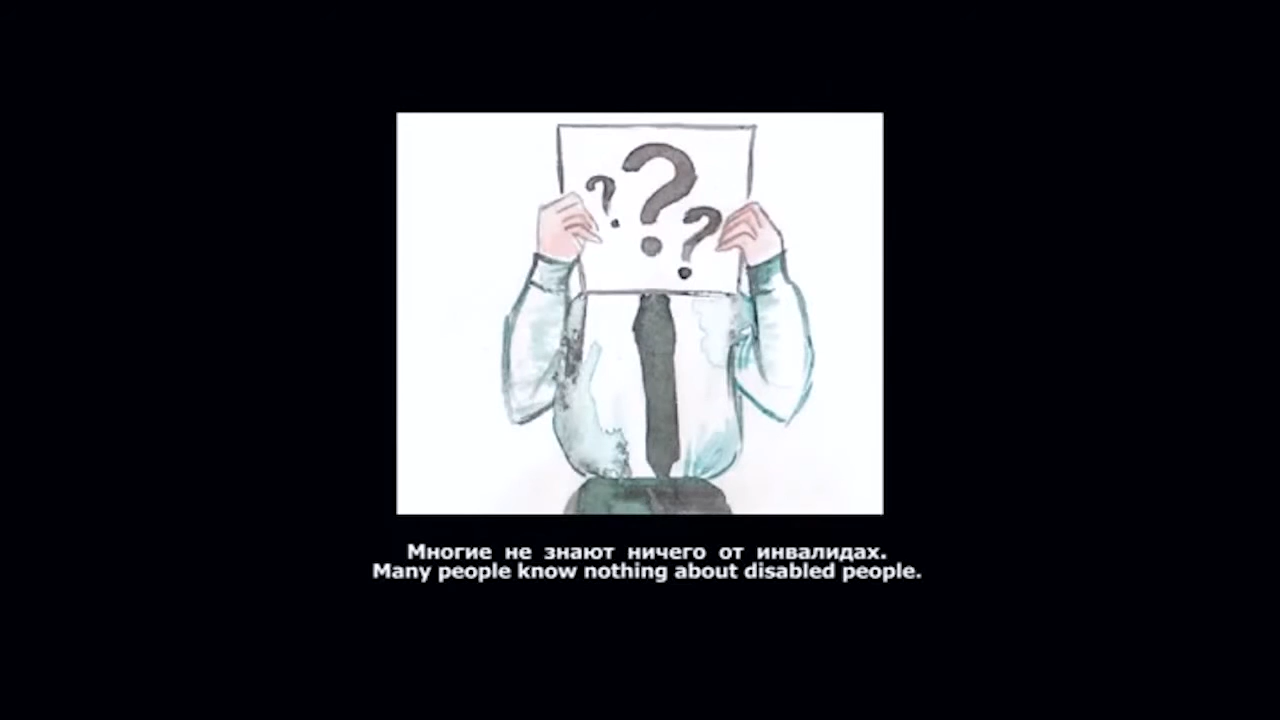 ? ? ?
Многие не знают ничего от инвалидах.
Many people know nothing about disabled people.